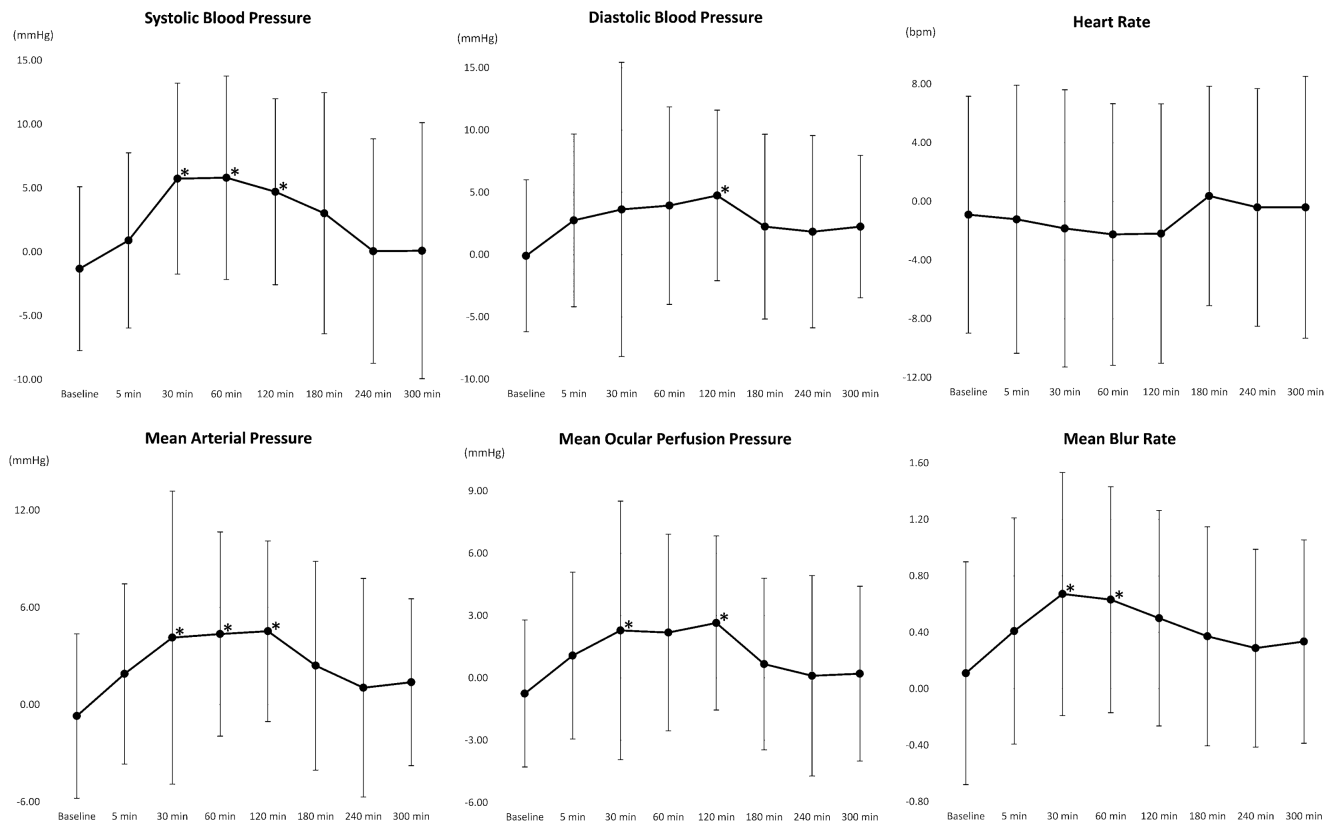 Systolic Blood Pressure
(mmHg)
15.00
10.00
5.00
0.00
-5.00
-10.00
* * *
Baseline 5 min 30 min 60 min 120 min 180 min 240 min 300 min
Diastolic Blood Pressure
(mmHg)
15.00
10.00
5.00
0.00
-5.00
-10.00
*
Baseline 5 min 30 min 60 min 120 min 180 min 240 min 300 min
Heart Rate
(bpm)
8.00
4.00
0.00
-4.00
-8.00
-12.00
Baseline 5 min 30 min 60 min 120 min 180 min 240 min 300 min
Mean Arterial Pressure
(mmHg)
12.00
6.00
0.00
-6.00
* * *
Baseline 5 min 30 min 60 min 120 min 180 min 240 min 300 min
Mean Ocular Perfusion Pressure
(mmHg)
9.00
6.00
3.00
0.00
-3.00
-6.00
* *
Baseline 5 min 30 min 60 min 120 min 180 min 240 min 300 min
Mean Blur Rate
1.60
1.20
0.80
0.40
0.00
-0.40
-0.80
* *
Baseline 5 min 30 min 60 min 120 min 180 min 240 min 300 min